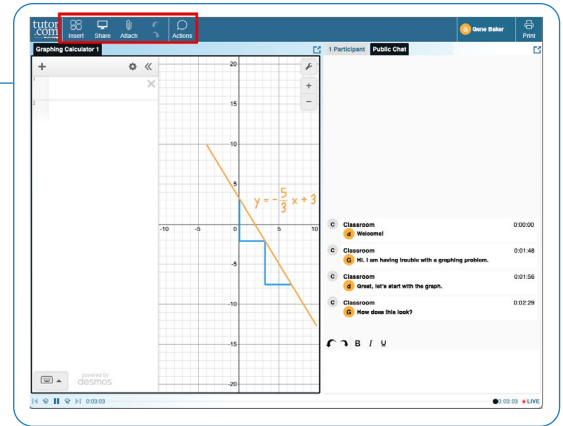 tutor
.com
Insert Share Attach Actions
G Gene Baker
Print
Graphing Calculator 1
1 Participant Public Chat
1
2
20
15
10
5
-10 -5 0 5 10
-5
-10
-15
-20
y = -5/3 x + 3
powered by
desmos
C Classroom 0:00:00
d Welcome!
C Classroom 0:01:48
G Hi. I am having trouble with a graphing problem.
C Classroom 0:01:56
d Great, let's start with the graph.
C Classroom 0:02:29
G How does this look?
B I U
0:03:03
0:03:03 LIVE